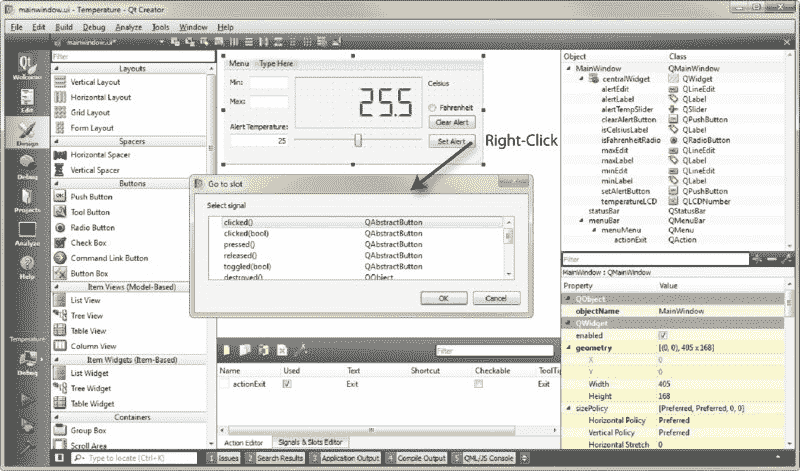 mainwindow.ui - Temperature - Qt Creator
File Edit Build Debug Analyze Tools Window Help
mainwindow.ui*
Welcome
Edit
Design
Debug
Projects
Analyze
Help
Temperature
Debug
Filter
Layouts
Vertical Layout
Horizontal Layout
Grid Layout
Form Layout
Spacers
Horizontal Spacer
Vertical Spacer
Buttons
Push Button
Tool Button
Radio Button
Check Box
Command Link Button
Button Box
Item Views (Model-Based)
List View
Tree View
Table View
Column View
Item Widgets (Item-Based)
List Widget
Tree Widget
Table Widget
Containers
Group Box
Scroll Area
Menu Type Here
Min:
Max:
25.5
Celsius
Fahrenheit
Clear Alert
Alert Temperature:
25
Set Alert
Right-Click
Go to slot
Select signal
clicked() QAbstractButton
clicked(bool) QAbstractButton
pressed() QAbstractButton
released() QAbstractButton
toggled(bool) QAbstractButton
destroyed() QObject
OK Cancel
Filter
Name Used Text Shortcut Checkable ToolTip
actionExit Exit Exit
Action Editor Signals & Slots Editor
Object Class
MainWindow QMainWindow
centralWidget QWidget
alertEdit QLineEdit
alertLabel QLabel
alertTempSlider QSlider
clearAlertButton QPushButton
isCelsiusLabel QLabel
isFahrenheitRadio QRadioButton
maxEdit QLineEdit
maxLabel QLabel
minEdit QLineEdit
minLabel QLabel
setAlertButton QPushButton
temperatureLCD QLCDNumber
statusBar QStatusBar
menuBar QMenuBar
menuMenu QMenu
actionExit QAction
Filter
MainWindow : QMainWindow
Property Value
QObject
objectName MainWindow
QWidget
enabled
geometry [(0, 0), 405 x 168]
X 0
Y 0
Width 405
Height 168
sizePolicy [Preferred, Preferred, 0, 0]
Horizontal Policy Preferred
Vertical Policy Preferred
Horizontal Stretch 0
Type to locate (Ctrl+K)
1 Issues 2 Search Results 3 Application Output 4 Compile Output 5 QML/JS Console